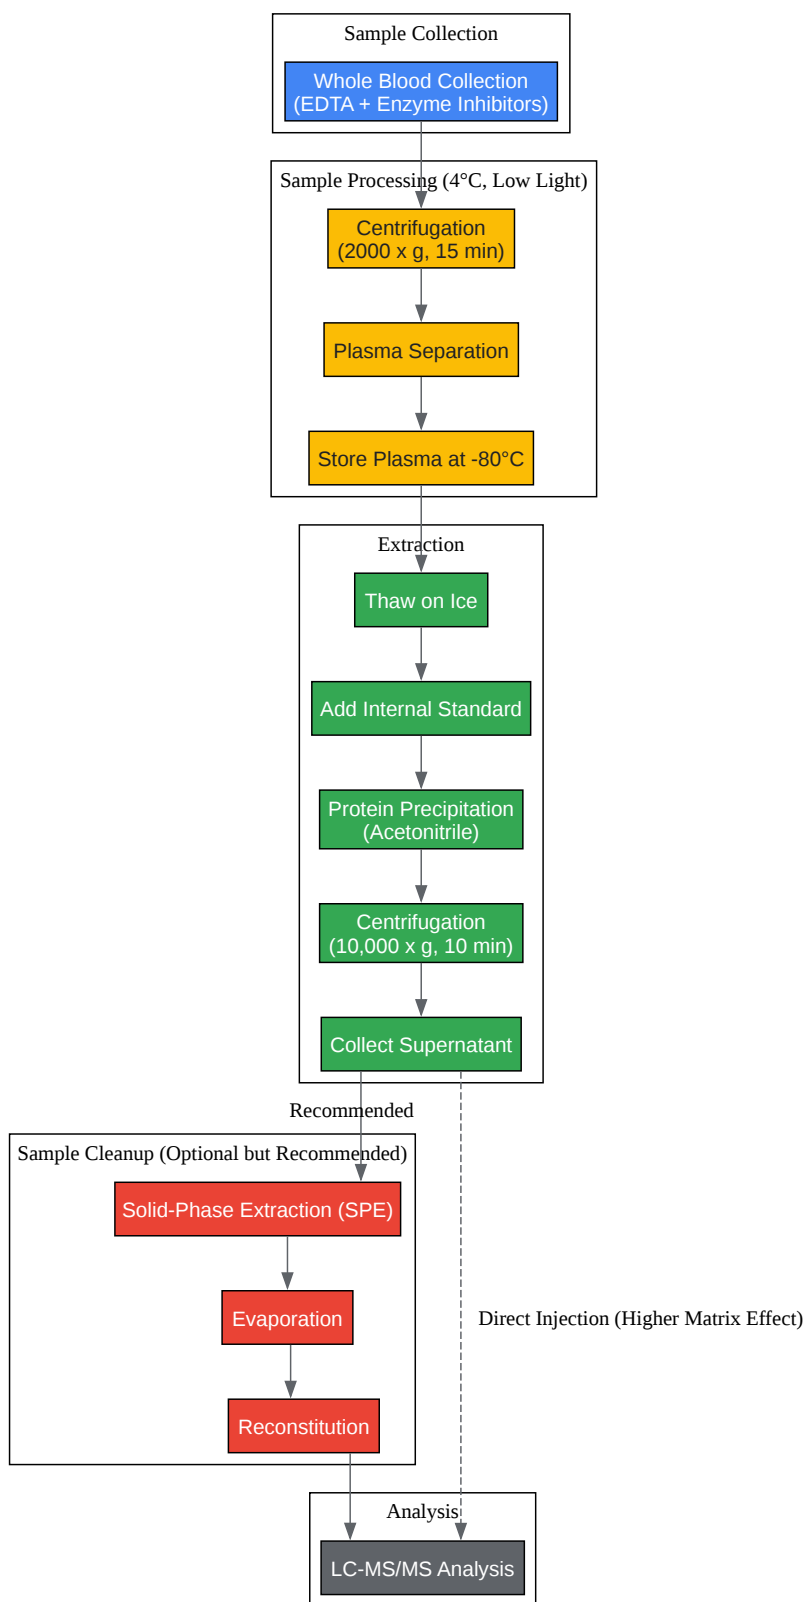 Sample Collection
Whole Blood Collection
(EDTA + Enzyme Inhibitors)
Sample Processing (4°C, Low Light)
Centrifugation
(2000 x g, 15 min)
Plasma Separation
Store Plasma at -80°C
Extraction
Thaw on Ice
Add Internal Standard
Protein Precipitation
(Acetonitrile)
Centrifugation
(10,000 x g, 10 min)
Collect Supernatant
Recommended
Sample Cleanup (Optional but Recommended)
Solid-Phase Extraction (SPE)
Evaporation
Direct Injection (Higher Matrix Effect)
Reconstitution
Analysis
LC-MS/MS Analysis